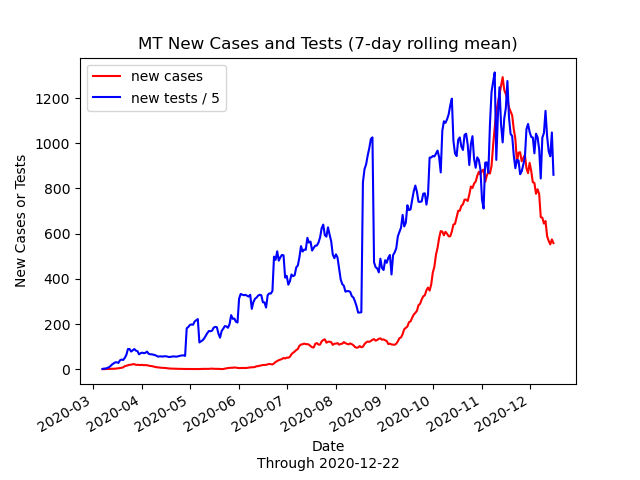 MT New Cases and Tests (7-day rolling mean)
new cases
new tests / 5
New Cases or Tests
1200
1000
800
600
400
200
0
2020-03
2020-04
2020-05
2020-06
2020-07
2020-08
2020-09
2020-10
2020-11
2020-12
Date
Through 2020-12-22